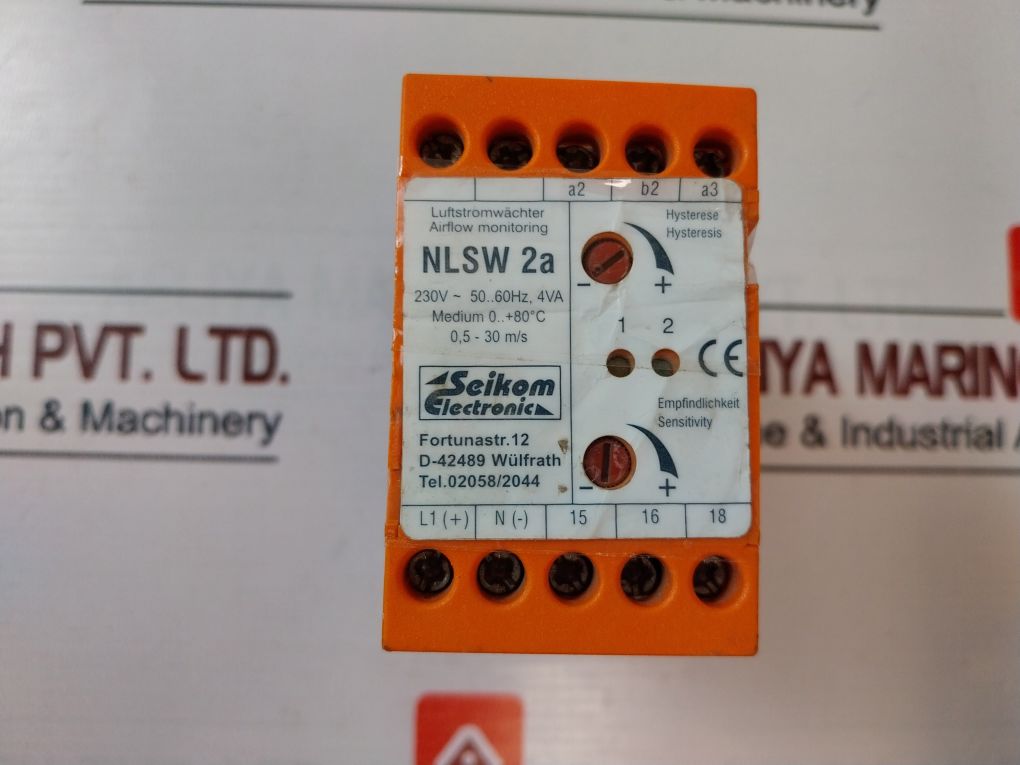 Machinery
a2 b2 a3
Luftstromwächter
Airflow monitoring
NLSW 2a
230V ~ 50..60Hz, 4VA
Medium 0..+80°C
0,5 - 30 m/s
Seikom
Electronic
Fortunastr.12
D-42489 Wülfrath
Tel.02058/2044
Hysterese
Hysteresis
- +
1 2
CE
Empfindlichkeit
Sensitivity
- +
L1 (+) N (-) 15 16 18
H PVT. LTD.
on & Machinery
IYA MARIN
e & Industrial A